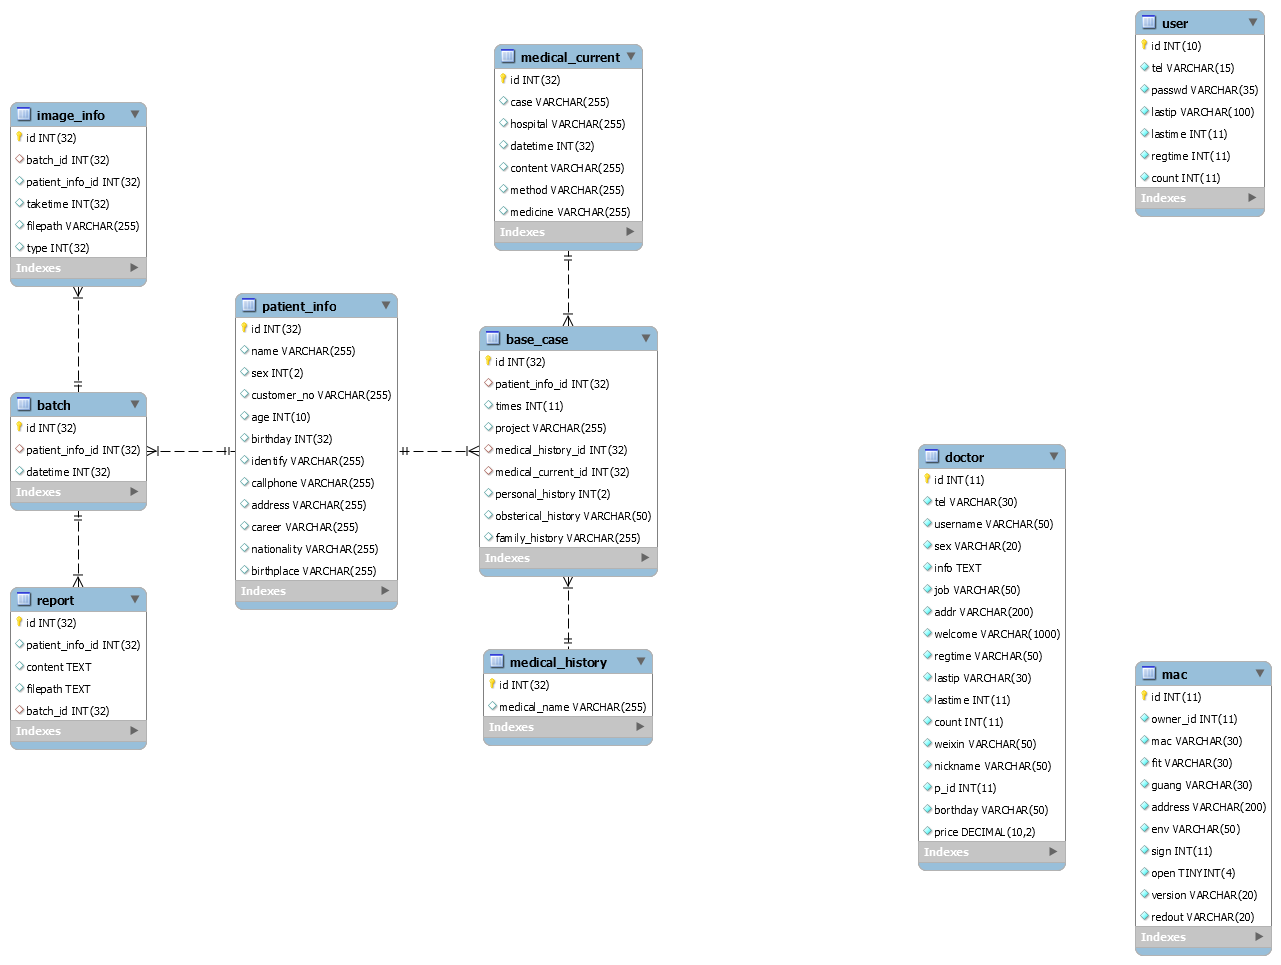 image_info
id INT(32)
batch_id INT(32)
patient_info_id INT(32)
taketime INT(32)
filepath VARCHAR(255)
type INT(32)
Indexes
batch
id INT(32)
patient_info_id INT(32)
datetime INT(32)
Indexes
report
id INT(32)
patient_info_id INT(32)
content TEXT
filepath TEXT
batch_id INT(32)
Indexes
patient_info
id INT(32)
name VARCHAR(255)
sex INT(2)
customer_no VARCHAR(255)
age INT(10)
birthday INT(32)
identify VARCHAR(255)
callphone VARCHAR(255)
address VARCHAR(255)
career VARCHAR(255)
nationality VARCHAR(255)
birthplace VARCHAR(255)
Indexes
medical_current
id INT(32)
case VARCHAR(255)
hospital VARCHAR(255)
datetime INT(32)
content VARCHAR(255)
method VARCHAR(255)
medicine VARCHAR(255)
Indexes
base_case
id INT(32)
patient_info_id INT(32)
times INT(11)
project VARCHAR(255)
medical_history_id INT(32)
medical_current_id INT(32)
personal_history INT(2)
obsterical_history VARCHAR(50)
family_history VARCHAR(255)
Indexes
medical_history
id INT(32)
medical_name VARCHAR(255)
Indexes
doctor
id INT(11)
tel VARCHAR(30)
username VARCHAR(50)
sex VARCHAR(20)
info TEXT
job VARCHAR(50)
addr VARCHAR(200)
welcome VARCHAR(1000)
regtime VARCHAR(50)
lastip VARCHAR(30)
lastime INT(11)
count INT(11)
weixin VARCHAR(50)
nickname VARCHAR(50)
p_id INT(11)
borthday VARCHAR(50)
price DECIMAL(10,2)
Indexes
user
id INT(10)
tel VARCHAR(15)
passwd VARCHAR(35)
lastip VARCHAR(100)
lastime INT(11)
regtime INT(11)
count INT(11)
Indexes
mac
id INT(11)
owner_id INT(11)
mac VARCHAR(30)
fit VARCHAR(30)
guang VARCHAR(30)
address VARCHAR(200)
env VARCHAR(50)
sign INT(11)
open TINYINT(4)
version VARCHAR(20)
redout VARCHAR(20)
Indexes